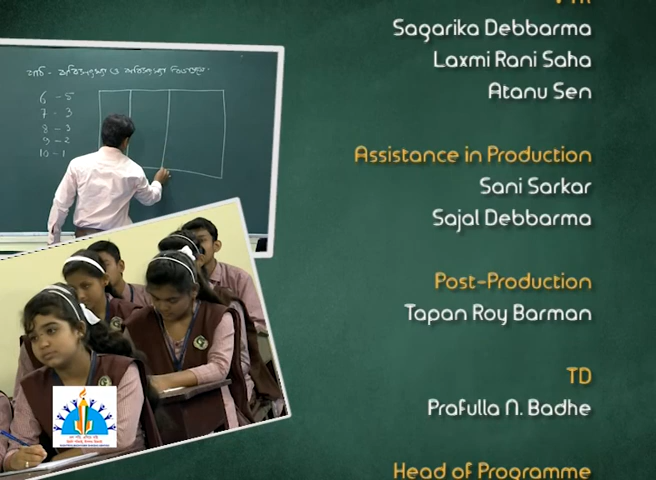 VTR
Sagarika Debbarma
Laxmi Rani Saha
Atanu Sen
Assistance in Production
Sani Sarkar
Sajal Debbarma
Post-Production
Tapan Roy Barman
TD
Prafulla N. Badhe
Head of Programme
6 - 5
7 - 3
8 - 3
9 - 2
10 - 1